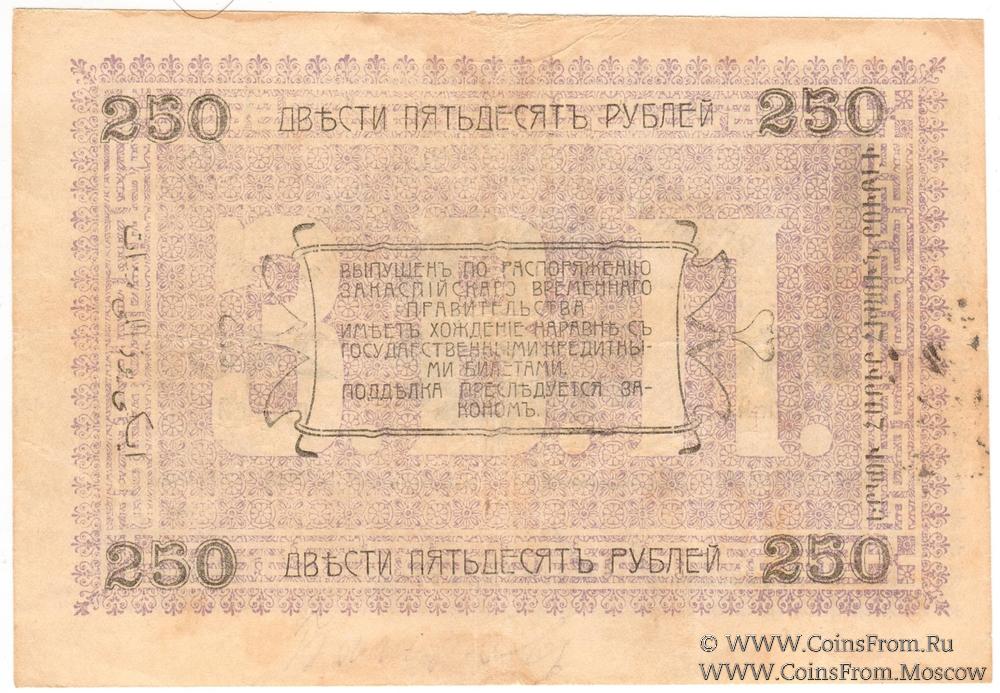 250 ДВѢСТИ ПЯТЬДЕСЯТЪ РУБЛЕЙ 250
З.В.П.
ВЫПУЩЕНЪ ПО РАСПОРЯЖЕНІЮ
ЗАКАСПІЙСКАГО ВРЕМЕННАГО
ПРАВИТЕЛЬСТВА
ИМѢЕТЪ ХОЖДЕНІЕ НАРАВНѢ СЪ
ГОСУДАРСТВЕННЫМИ КРЕДИТНЫ-
МИ БИЛЕТАМИ.
ПОДДѢЛКА ПРЕСЛѢДУЕТСЯ ЗА-
КОНОМЪ.
250 ДВѢСТИ ПЯТЬДЕСЯТЪ РУБЛЕЙ 250
© WWW.CoinsFrom.Ru
WWW.CoinsFrom.Moscow